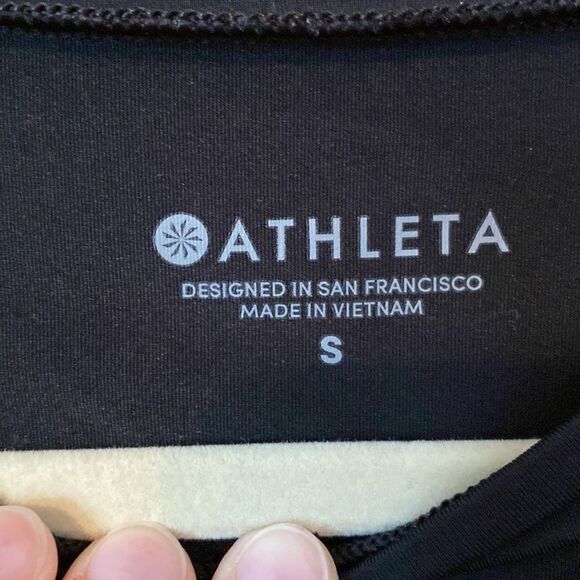 ATHLETA
DESIGNED IN SAN FRANCISCO
MADE IN VIETNAM
S